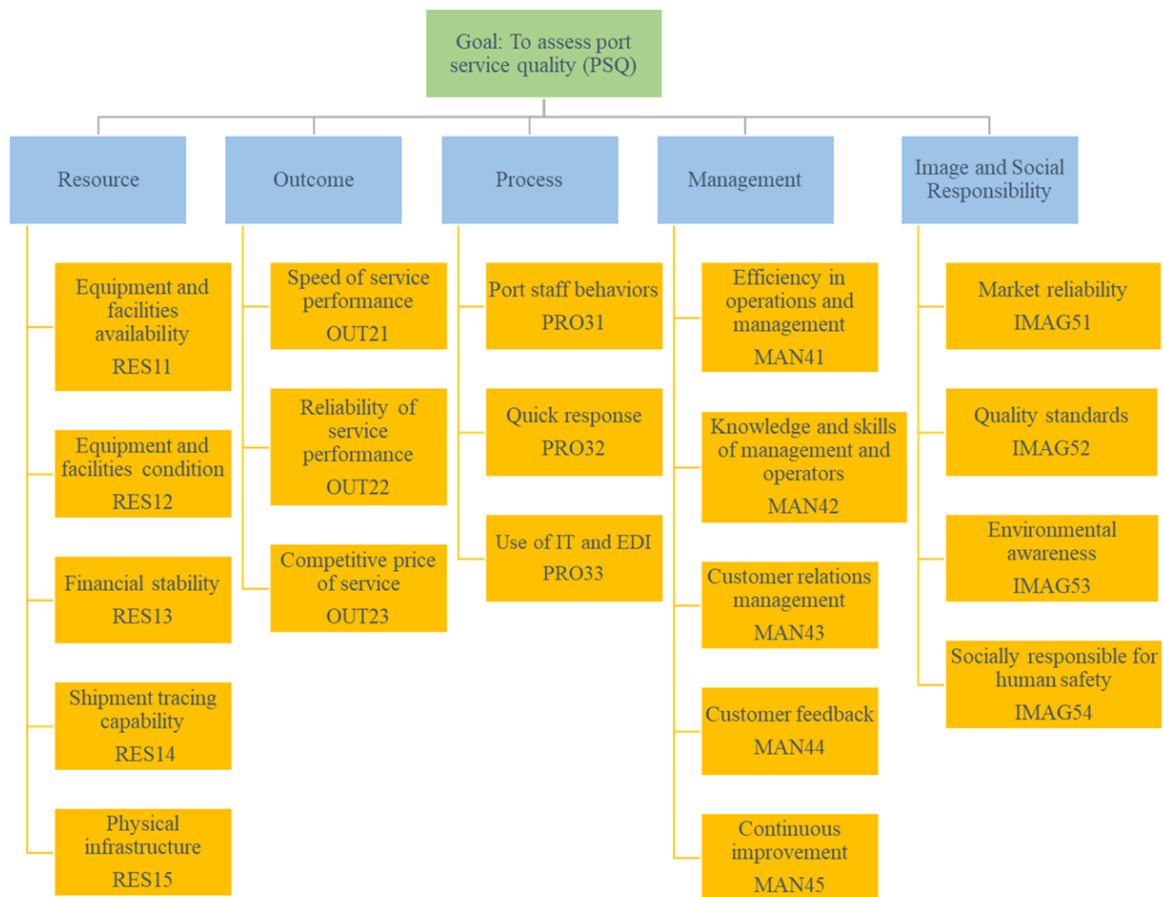 Goal: To assess port
service quality (PSQ)
Resource
Outcome
Process
Management
Image and Social
Responsibility
Equipment and
facilities
availability
RES11
Equipment and
facilities condition
RES12
Financial stability
RES13
Shipment tracing
capability
RES14
Physical
infrastructure
RES15
Speed of service
performance
OUT21
Reliability of
service
performance
OUT22
Competitive price
of service
OUT23
Port staff behaviors
PRO31
Quick response
PRO32
Use of IT and EDI
PRO33
Efficiency in
operations and
management
MAN41
Knowledge and skills
of management and
operators
MAN42
Customer relations
management
MAN43
Customer feedback
MAN44
Continuous
improvement
MAN45
Market reliability
IMAG51
Quality standards
IMAG52
Environmental
awareness
IMAG53
Socially responsible for
human safety
IMAG54